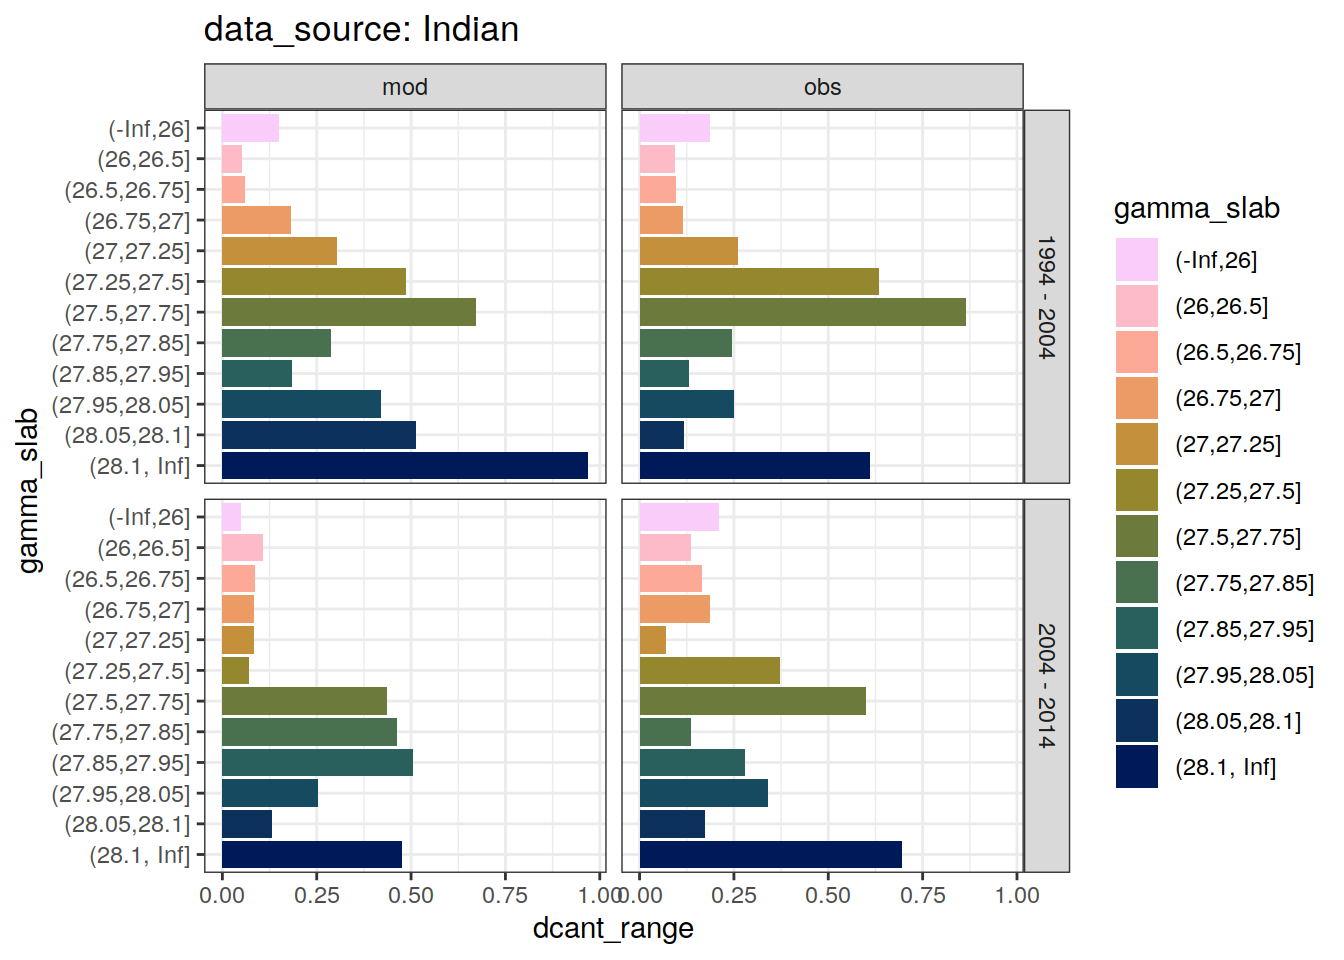 data_source: Indian
mod
obs
(-Inf,26]
(26,26.5]
(26.5,26.75]
(26.75,27]
(27,27.25]
(27.25,27.5]
(27.5,27.75]
(27.75,27.85]
(27.85,27.95]
(27.95,28.05]
(28.05,28.1]
(28.1, Inf]
1994 - 2004
(-Inf,26]
(26,26.5]
(26.5,26.75]
(26.75,27]
(27,27.25]
(27.25,27.5]
(27.5,27.75]
(27.75,27.85]
(27.85,27.95]
(27.95,28.05]
(28.05,28.1]
(28.1, Inf]
2004 - 2014
gamma_slab
0.00 0.25 0.50 0.75 1.00
0.00 0.25 0.50 0.75 1.00
dcant_range
gamma_slab
(-Inf,26]
(26,26.5]
(26.5,26.75]
(26.75,27]
(27,27.25]
(27.25,27.5]
(27.5,27.75]
(27.75,27.85]
(27.85,27.95]
(27.95,28.05]
(28.05,28.1]
(28.1, Inf]